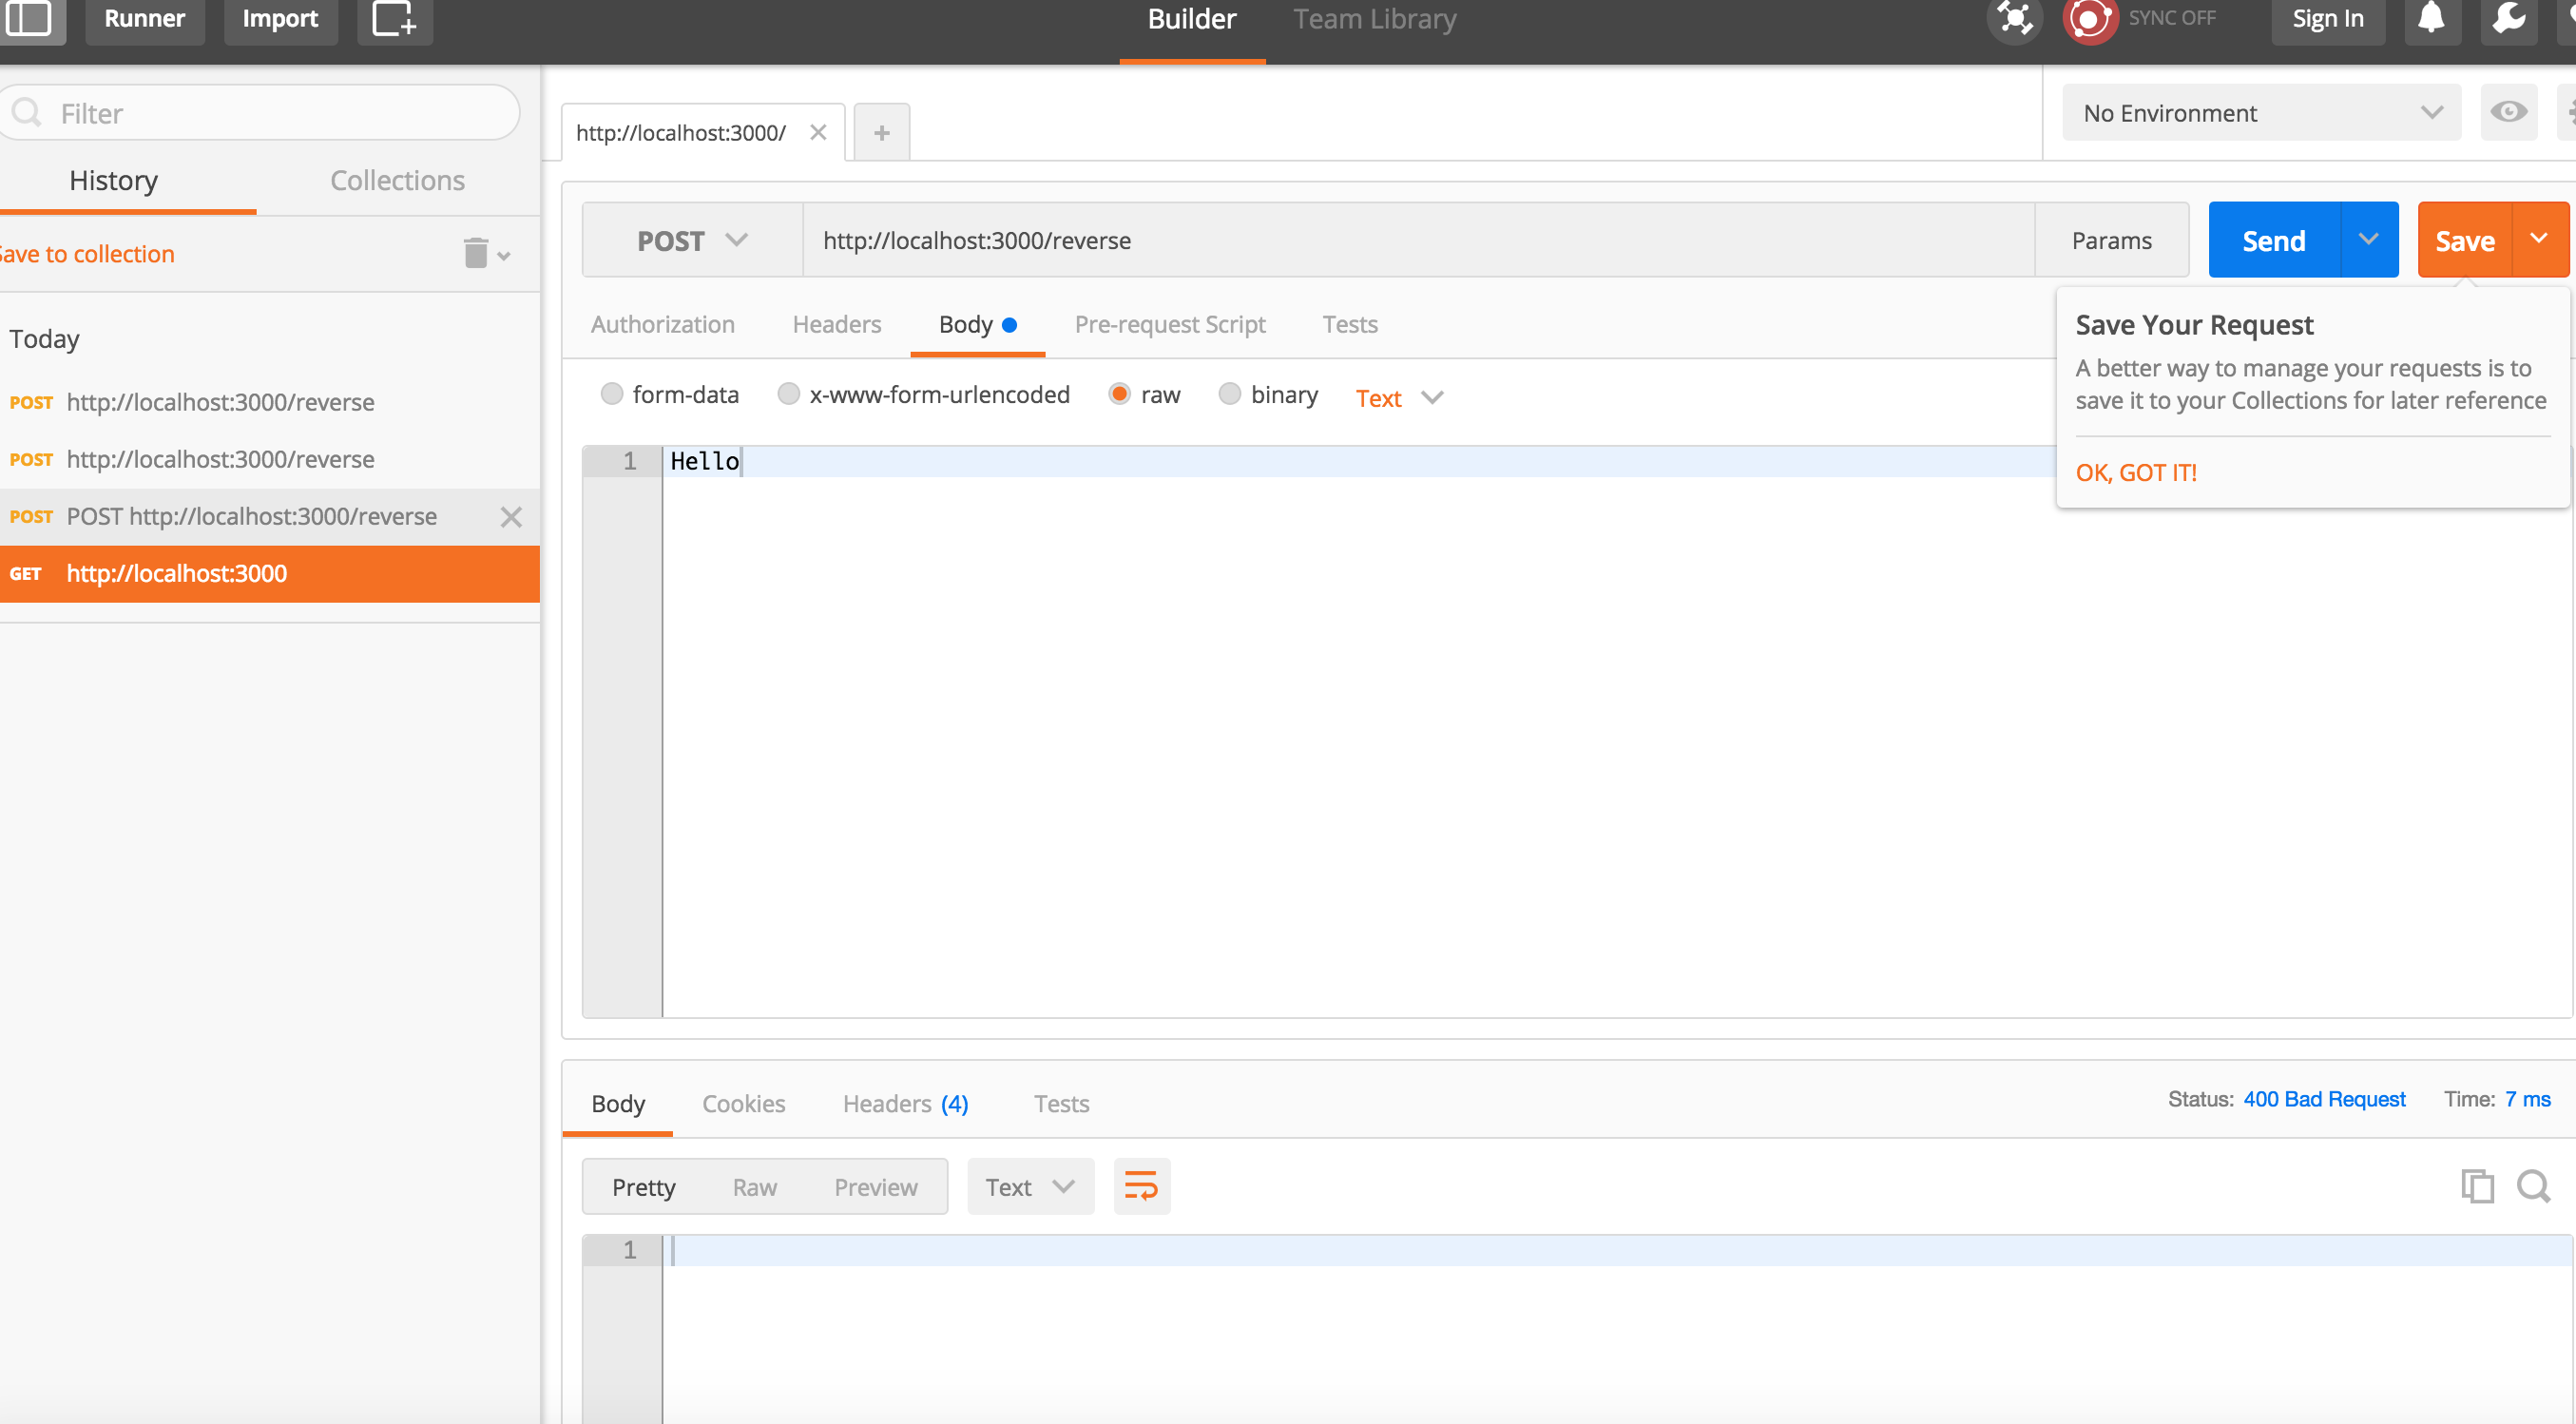 Runner Import Builder Team Library SYNC OFF Sign In
Filter
http://localhost:3000/
No Environment
History Collections
Save to collection
POST http://localhost:3000/reverse Params Send Save
Authorization Headers Body Pre-request Script Tests
Save Your Request
A better way to manage your requests is to
save it to your Collections for later reference
OK, GOT IT!
Today
POST http://localhost:3000/reverse
POST http://localhost:3000/reverse
POST POST http://localhost:3000/reverse
GET http://localhost:3000
form-data x-www-form-urlencoded raw binary Text
1 Hello
Body Cookies Headers (4) Tests Status: 400 Bad Request Time: 7 ms
Pretty Raw Preview Text
1